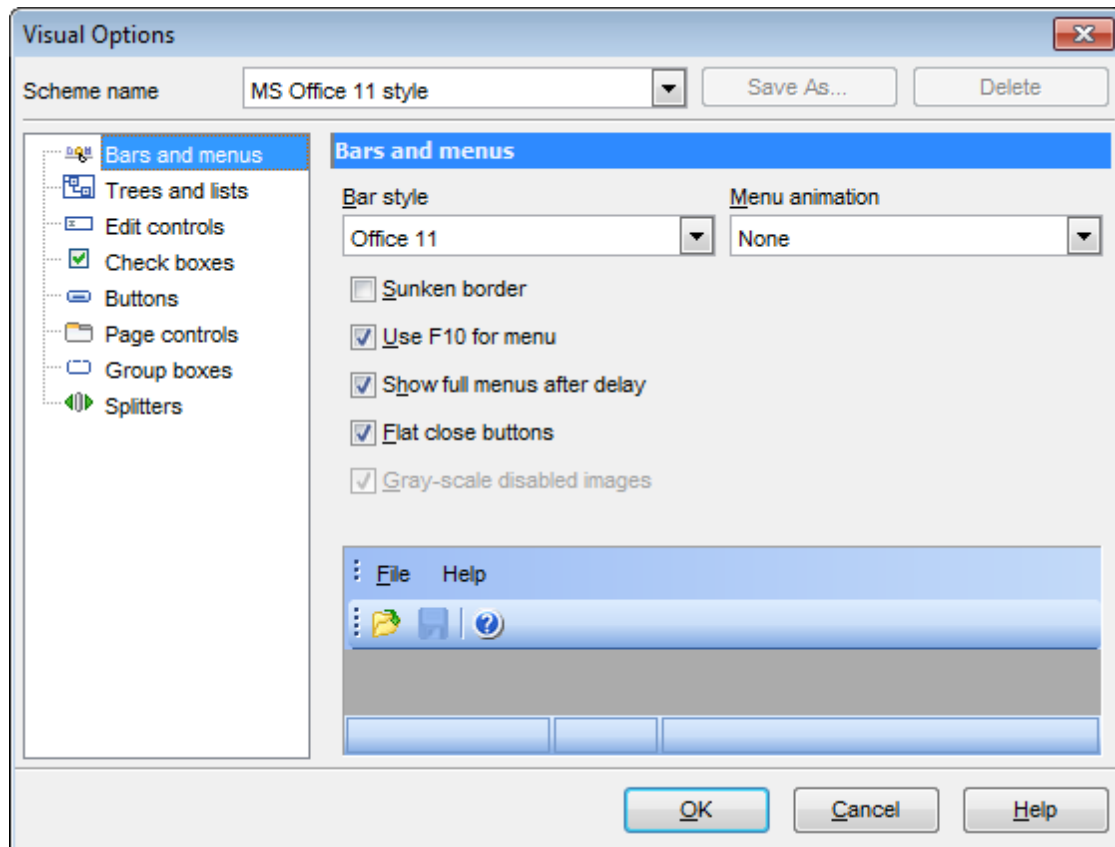 Visual Options
Scheme name MS Office 11 style Save As... Delete
Bars and menus
Trees and lists
Edit controls
Check boxes
Buttons
Page controls
Group boxes
Splitters
Bars and menus
Bar style Menu animation
Office 11 None
Sunken border
Use F10 for menu
Show full menus after delay
Flat close buttons
Gray-scale disabled images
File Help
OK Cancel Help